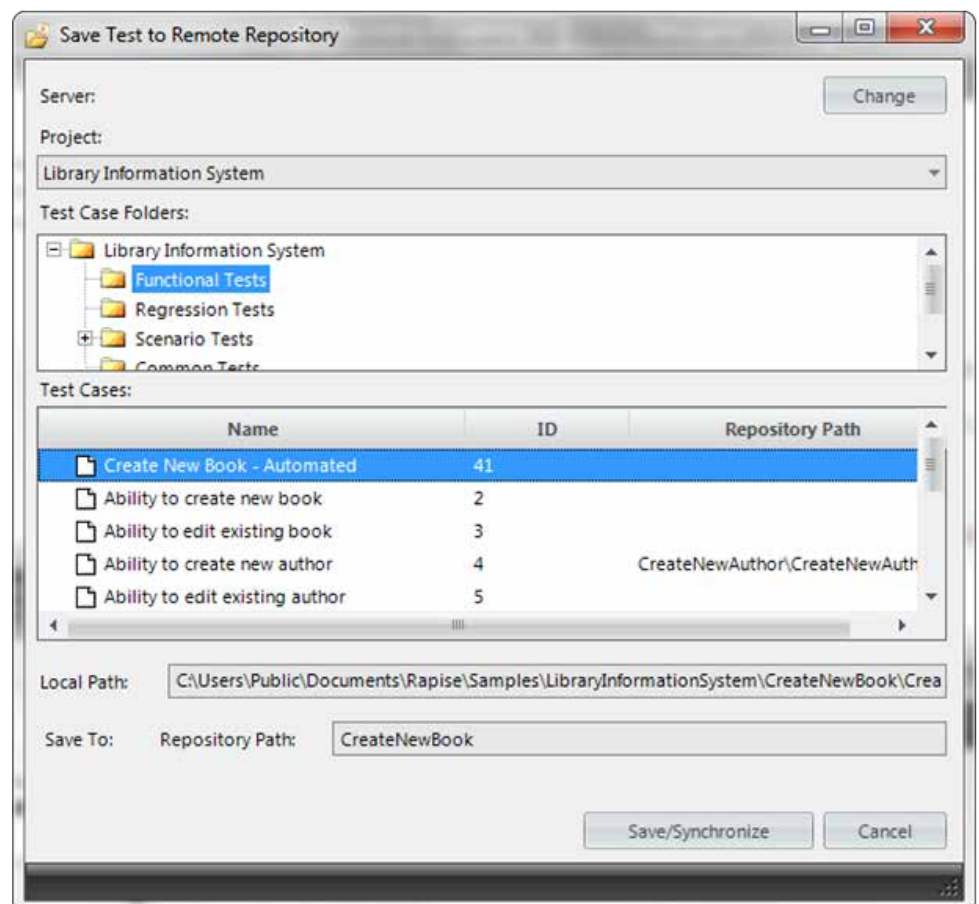 Save Test to Remote Repository
Server:
Change
Project:
Library Information System
Test Case Folders:
Library Information System
Functional Tests
Regression Tests
Scenario Tests
Common Tests
Test Cases:
Name ID Repository Path
Create New Book - Automated 41
Ability to create new book 2
Ability to edit existing book 3
Ability to create new author 4 CreateNewAuthor\CreateNewAuth
Ability to edit existing author 5
Local Path: C:\Users\Public\Documents\Rapise\Samples\LibraryInformationSystem\CreateNewBook\Crea
Save To: Repository Path: CreateNewBook
Save/Synchronize Cancel